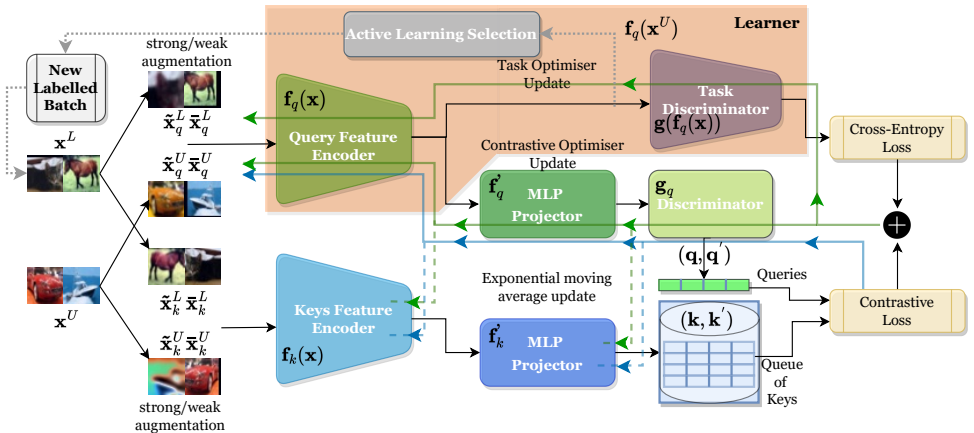 Learner
f_q(x^U)
Active Learning Selection
strong/weak
augmentation
New
Labelled
Batch
Task Optimiser
Update
f_q(x)
Task
Discriminator
g(f_q(x))
x̃_q^L x̄_q^L
x^L
Query Feature
Encoder
Cross-Entropy
Loss
Contrastive Optimiser
Update
x̃_q^U x̄_q^U
f_q'
MLP
Projector
g_q
Discriminator
(q, q')
Queries
x̃_k^L x̄_k^L
Exponential moving
average update
Keys Feature
Encoder
f_k(x)
x^U
x̃_k^U x̄_k^U
f_k'
MLP
Projector
(k, k')
Contrastive
Loss
Queue
of
Keys
strong/weak
augmentation